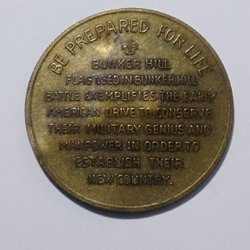 BE PREPARED FOR LIFE
BUNKER HILL
FLAG USED IN BUNKER HILL
BATTLE EXEMPLIFIES THE EARLY
AMERICAN DRIVE TO CONSERVE
THEIR MILITARY GENIUS AND
MANPOWER IN ORDER TO
ESTABLISH THEIR
NEW COUNTRY.